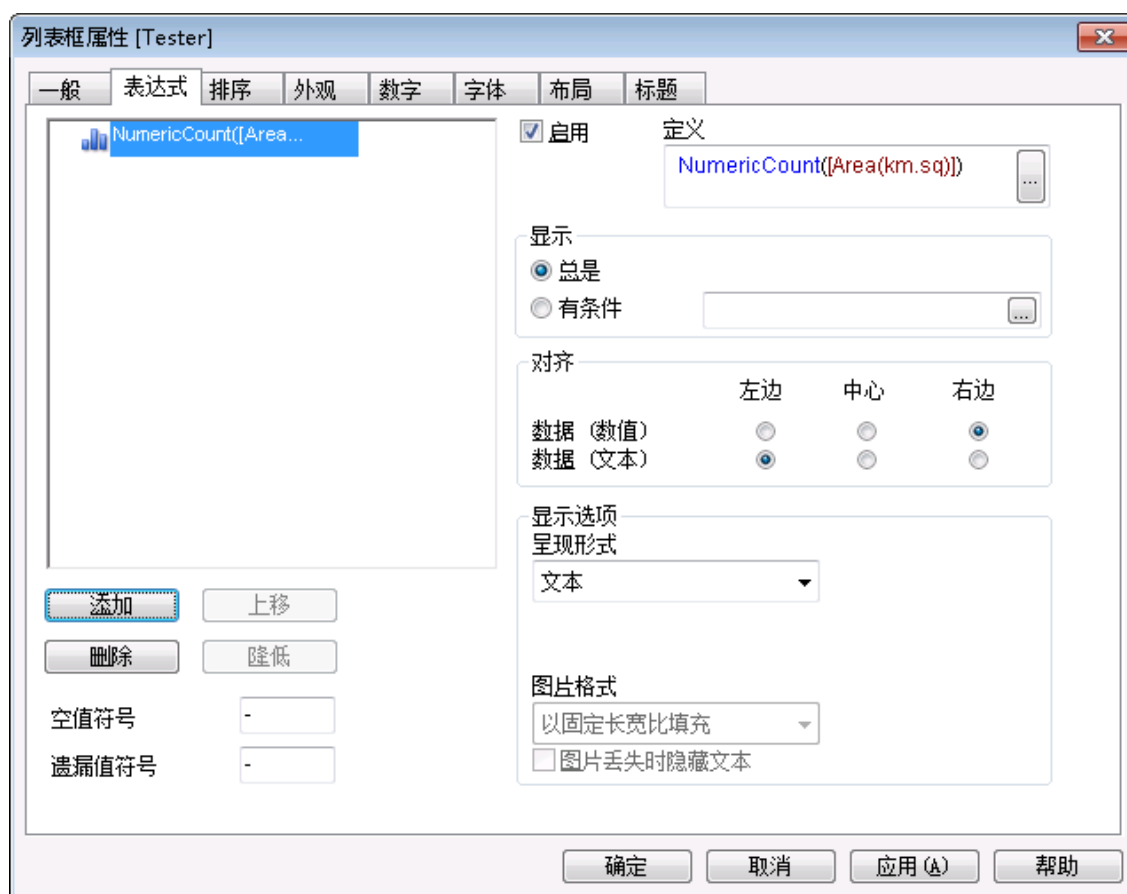 列表框属性 [Tester]
一般 表达式 排序 外观 数字 字体 布局 标题
NumericCount([Area...
启用
定义
NumericCount([Area(km.sq)])
...
显示
总是
有条件
...
对齐
左边 中心 右边
数据（数值）
数据（文本）
显示选项
呈现形式
文本
添加 上移
删除 降低
图片格式
空值符号 -
以固定长宽比填充
遗漏值符号 -
图片丢失时隐藏文本
确定 取消 应用(A) 帮助